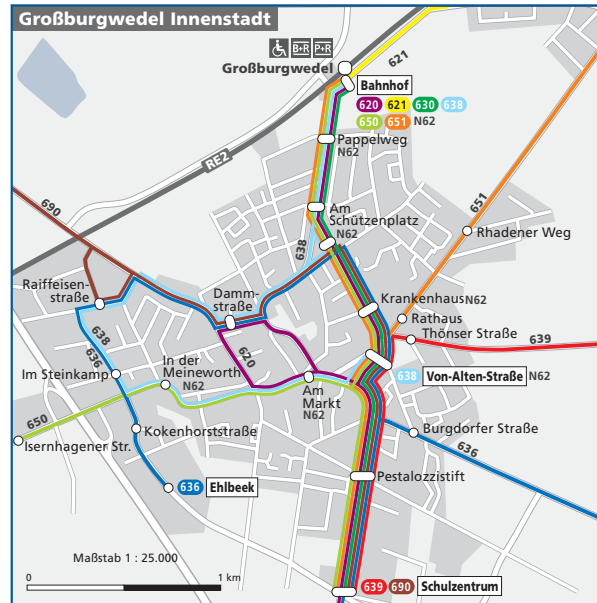 Großburgwedel Innenstadt
B+R P+R
Großburgwedel
621
Bahnhof
620 621 630 638
650 651 N62
Pappelweg
N62
RE2
690
651
Am
Schützenplatz
N62
638
Rhadener Weg
Raiffeisen-
straße
Damm-
straße
Krankenhaus N62
Rathaus
Thönser Straße
639
638
636
620
In der
Meineworth
N62
Im Steinkamp
638 Von-Alten-Straße N62
Am
Markt
N62
650
Isernhagener Str.
Kokenhorststraße
Burgdorfer Straße
636
Pestalozzistift
636 Ehlbeek
Maßstab 1 : 25.000
0 1 km
639 690 Schulzentrum